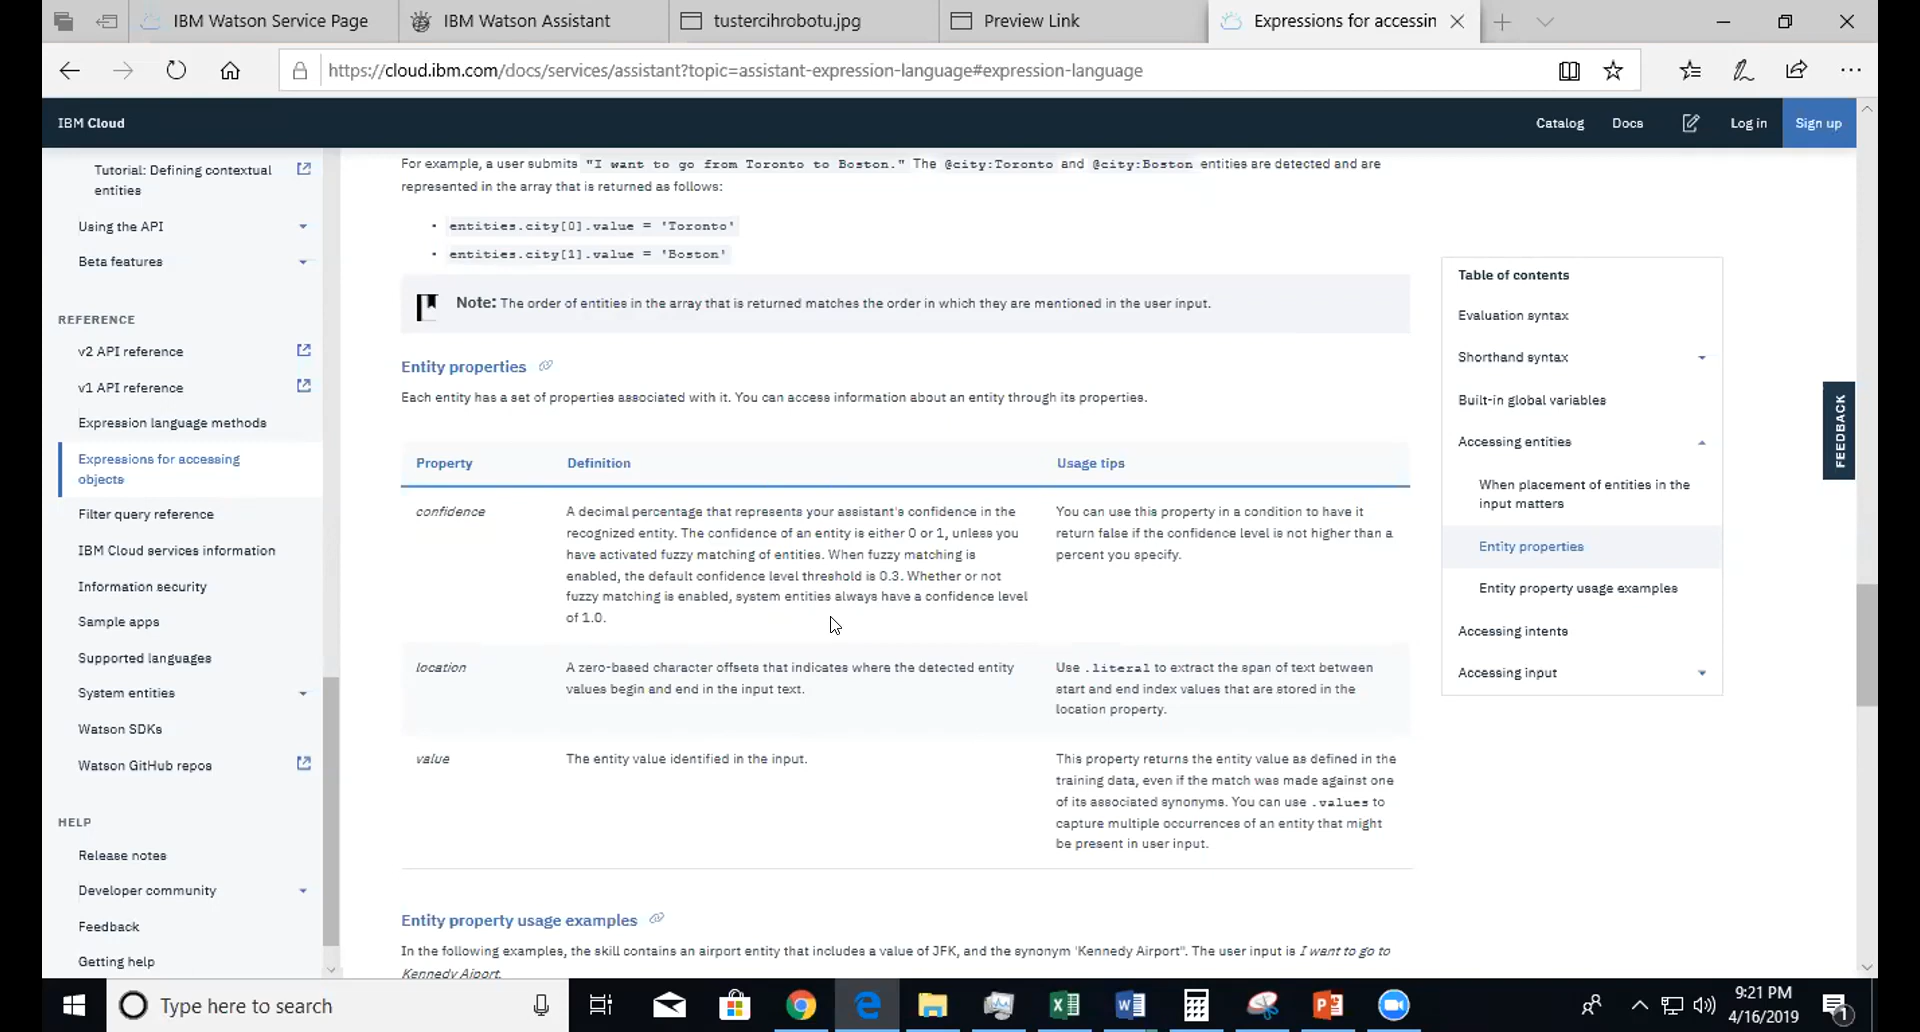 IBM Watson Service Page
IBM Watson Assistant
tustercihrobotu.jpg
Preview Link
Expressions for accessin
https://cloud.ibm.com/docs/services/assistant?topic=assistant-expression-language#expression-language
IBM Cloud
Catalog
Docs
Log in
Sign up
Tutorial: Defining contextual
entities
Using the API
Beta features
REFERENCE
v2 API reference
v1 API reference
Expression language methods
Expressions for accessing
objects
Filter query reference
IBM Cloud services information
Information security
Sample apps
Supported languages
System entities
Watson SDKs
Watson GitHub repos
HELP
Release notes
Developer community
Feedback
Getting help
For example, a user submits "I want to go from Toronto to Boston." The @city:Toronto and @city:Boston entities are detected and are
represented in the array that is returned as follows:
• entities.city[0].value = 'Toronto'
• entities.city[1].value = 'Boston'
Note: The order of entities in the array that is returned matches the order in which they are mentioned in the user input.
Entity properties
Each entity has a set of properties associated with it. You can access information about an entity through its properties.
Property
Definition
Usage tips
confidence
A decimal percentage that represents your assistant's confidence in the
recognized entity. The confidence of an entity is either 0 or 1, unless you
have activated fuzzy matching of entities. When fuzzy matching is
enabled, the default confidence level threshold is 0.3. Whether or not
fuzzy matching is enabled, system entities always have a confidence level
of 1.0.
You can use this property in a condition to have it
return false if the confidence level is not higher than a
percent you specify.
location
A zero-based character offsets that indicates where the detected entity
values begin and end in the input text.
Use .literal to extract the span of text between
start and end index values that are stored in the
location property.
value
The entity value identified in the input.
This property returns the entity value as defined in the
training data, even if the match was made against one
of its associated synonyms. You can use .values to
capture multiple occurrences of an entity that might
be present in user input.
Entity property usage examples
In the following examples, the skill contains an airport entity that includes a value of JFK, and the synonym 'Kennedy Airport". The user input is I want to go to
Kennedy Aiport.
Table of contents
Evaluation syntax
Shorthand syntax
Built-in global variables
Accessing entities
When placement of entities in the
input matters
Entity properties
Entity property usage examples
Accessing intents
Accessing input
FEEDBACK
Type here to search
9:21 PM
4/16/2019
1